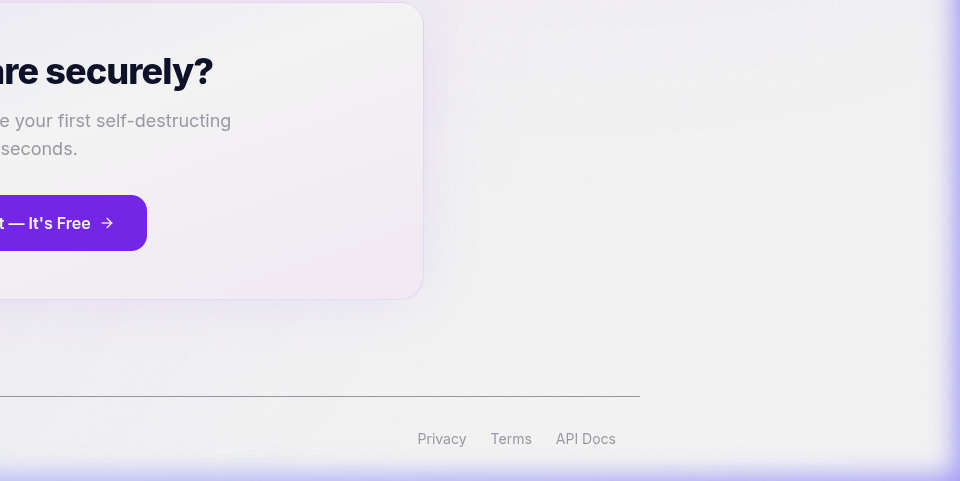 are securely?
e your first self-destructing
seconds.
t — It's Free →
Privacy Terms API Docs